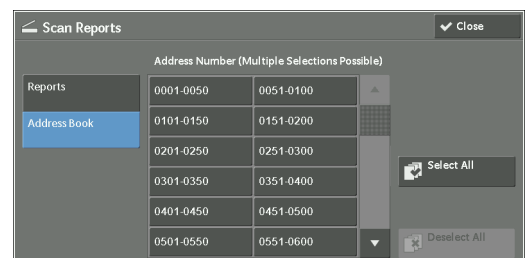 Scan Reports
Close
Address Number (Multiple Selections Possible)
Reports
Address Book
0001-0050 0051-0100
0101-0150 0151-0200
0201-0250 0251-0300
0301-0350 0351-0400
0401-0450 0451-0500
0501-0550 0551-0600
Select All
Deselect All